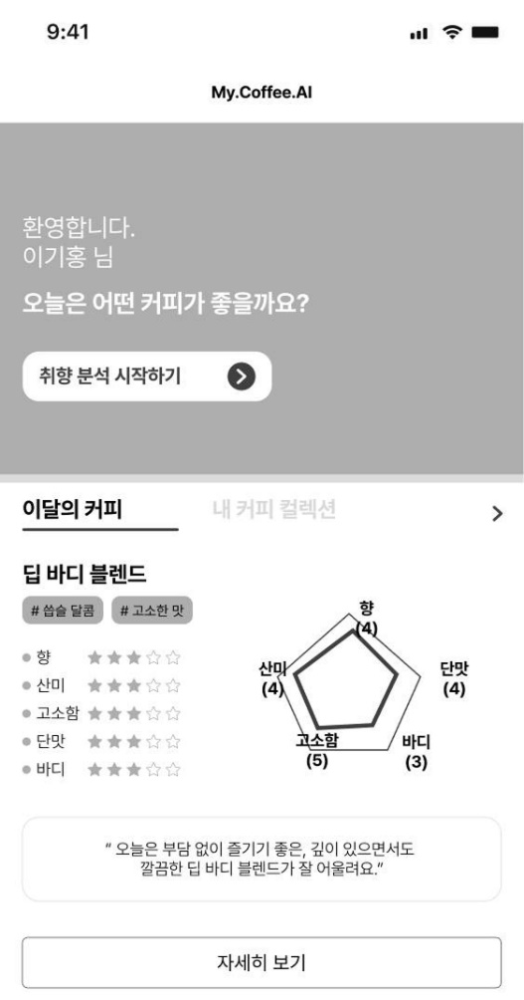 9:41
My.Coffee.AI
환영합니다.
이기홍 님
오늘은 어떤 커피가 좋을까요?
취향 분석 시작하기
이달의 커피
내 커피 컬렉션
딥 바디 블렌드
# 씁슬 달콤
# 고소한 맛
향
산미
고소함
단맛
바디
향
(4)
산미
(4)
단맛
(4)
고소함
(5)
바디
(3)
“ 오늘은 부담 없이 즐기기 좋은, 깊이 있으면서도
깔끔한 딥 바디 블렌드가 잘 어울려요.”
자세히 보기